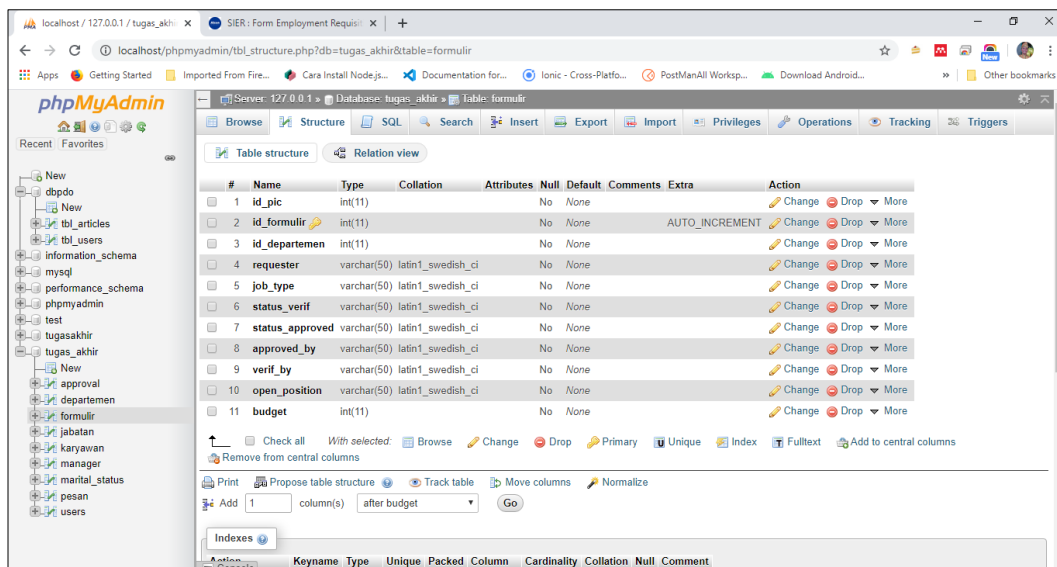 localhost / 127.0.0.1 / tugas_akhi
SIER : Form Employment Requisit
localhost/phpmyadmin/tbl_structure.php?db=tugas_akhir&table=formulir
New
Apps
Getting Started
Imported From Fire...
Cara Install Node.js...
Documentation for...
Ionic - Cross-Platfo...
PostManAll Worksp...
Download Android...
»
Other bookmarks
phpMyAdmin
Recent Favorites
New
dbpdo
New
tbl_articles
tbl_users
information_schema
mysql
performance_schema
phpmyadmin
test
tugasakhir
tugas_akhir
New
approval
departemen
formulir
jabatan
karyawan
manager
marital_status
pesan
users
Server: 127.0.0.1 » Database: tugas_akhir » Table: formulir
Browse Structure SQL Search Insert Export Import Privileges Operations Tracking Triggers
Table structure Relation view
# Name Type Collation Attributes Null Default Comments Extra Action
1 id_pic int(11) No None Change Drop More
2 id_formulir int(11) No None AUTO_INCREMENT Change Drop More
3 id_departemen int(11) No None Change Drop More
4 requester varchar(50) latin1_swedish_ci No None Change Drop More
5 job_type varchar(50) latin1_swedish_ci No None Change Drop More
6 status_verif varchar(50) latin1_swedish_ci No None Change Drop More
7 status_approved varchar(50) latin1_swedish_ci No None Change Drop More
8 approved_by varchar(50) latin1_swedish_ci No None Change Drop More
9 verif_by varchar(50) latin1_swedish_ci No None Change Drop More
10 open_position varchar(50) latin1_swedish_ci No None Change Drop More
11 budget int(11) No None Change Drop More
Check all With selected: Browse Change Drop Primary Unique Index Fulltext Add to central columns
Remove from central columns
Print Propose table structure Track table Move columns Normalize
Add 1 column(s) after budget Go
Indexes
Action Keyname Type Unique Packed Column Cardinality Collation Null Comment
Console